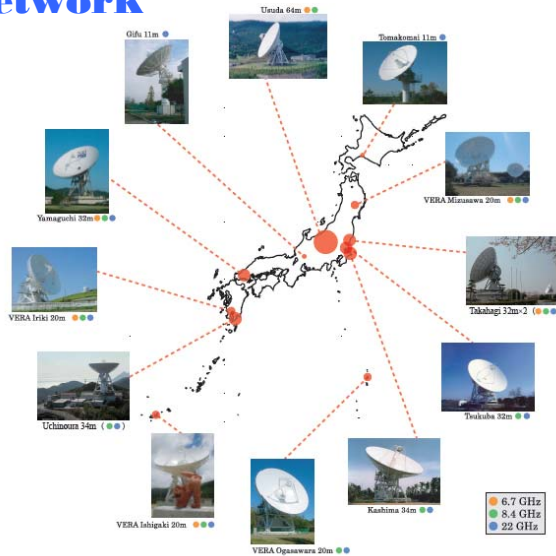 etwork
Usuda 64m
Gifu 11m
Tomakomai 11m
Yamaguchi 32m
VERA Mizusawa 20m
VERA Iriki 20m
Takahagi 32m×2 (
Uchinoura 34m ( )
Tsukuba 32m
VERA Ishigaki 20m
VERA Ogasawara 20m
Kashima 34m
6.7 GHz
8.4 GHz
22 GHz